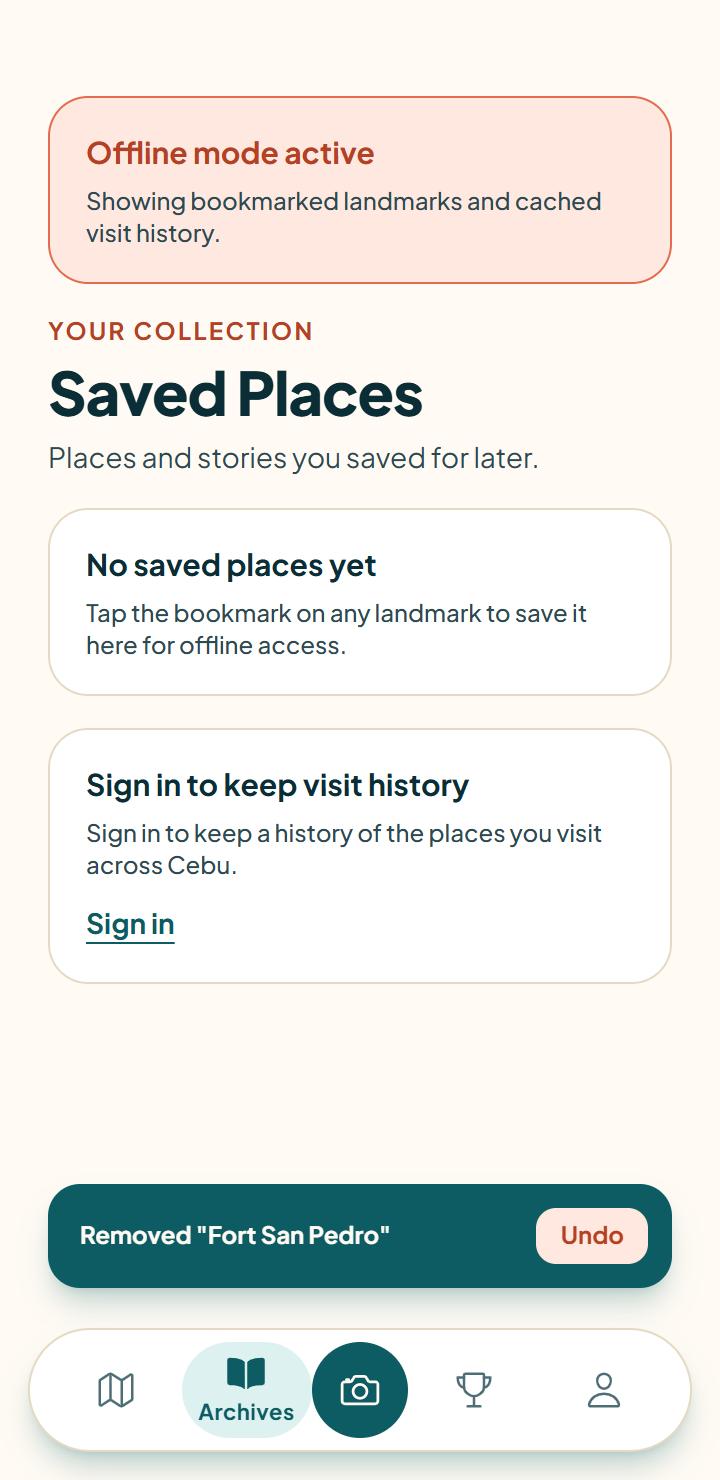 Offline mode active
Showing bookmarked landmarks and cached
visit history.
YOUR COLLECTION
Saved Places
Places and stories you saved for later.
No saved places yet
Tap the bookmark on any landmark to save it
here for offline access.
Sign in to keep visit history
Sign in to keep a history of the places you visit
across Cebu.
Sign in
Removed "Fort San Pedro"
Undo
Archives